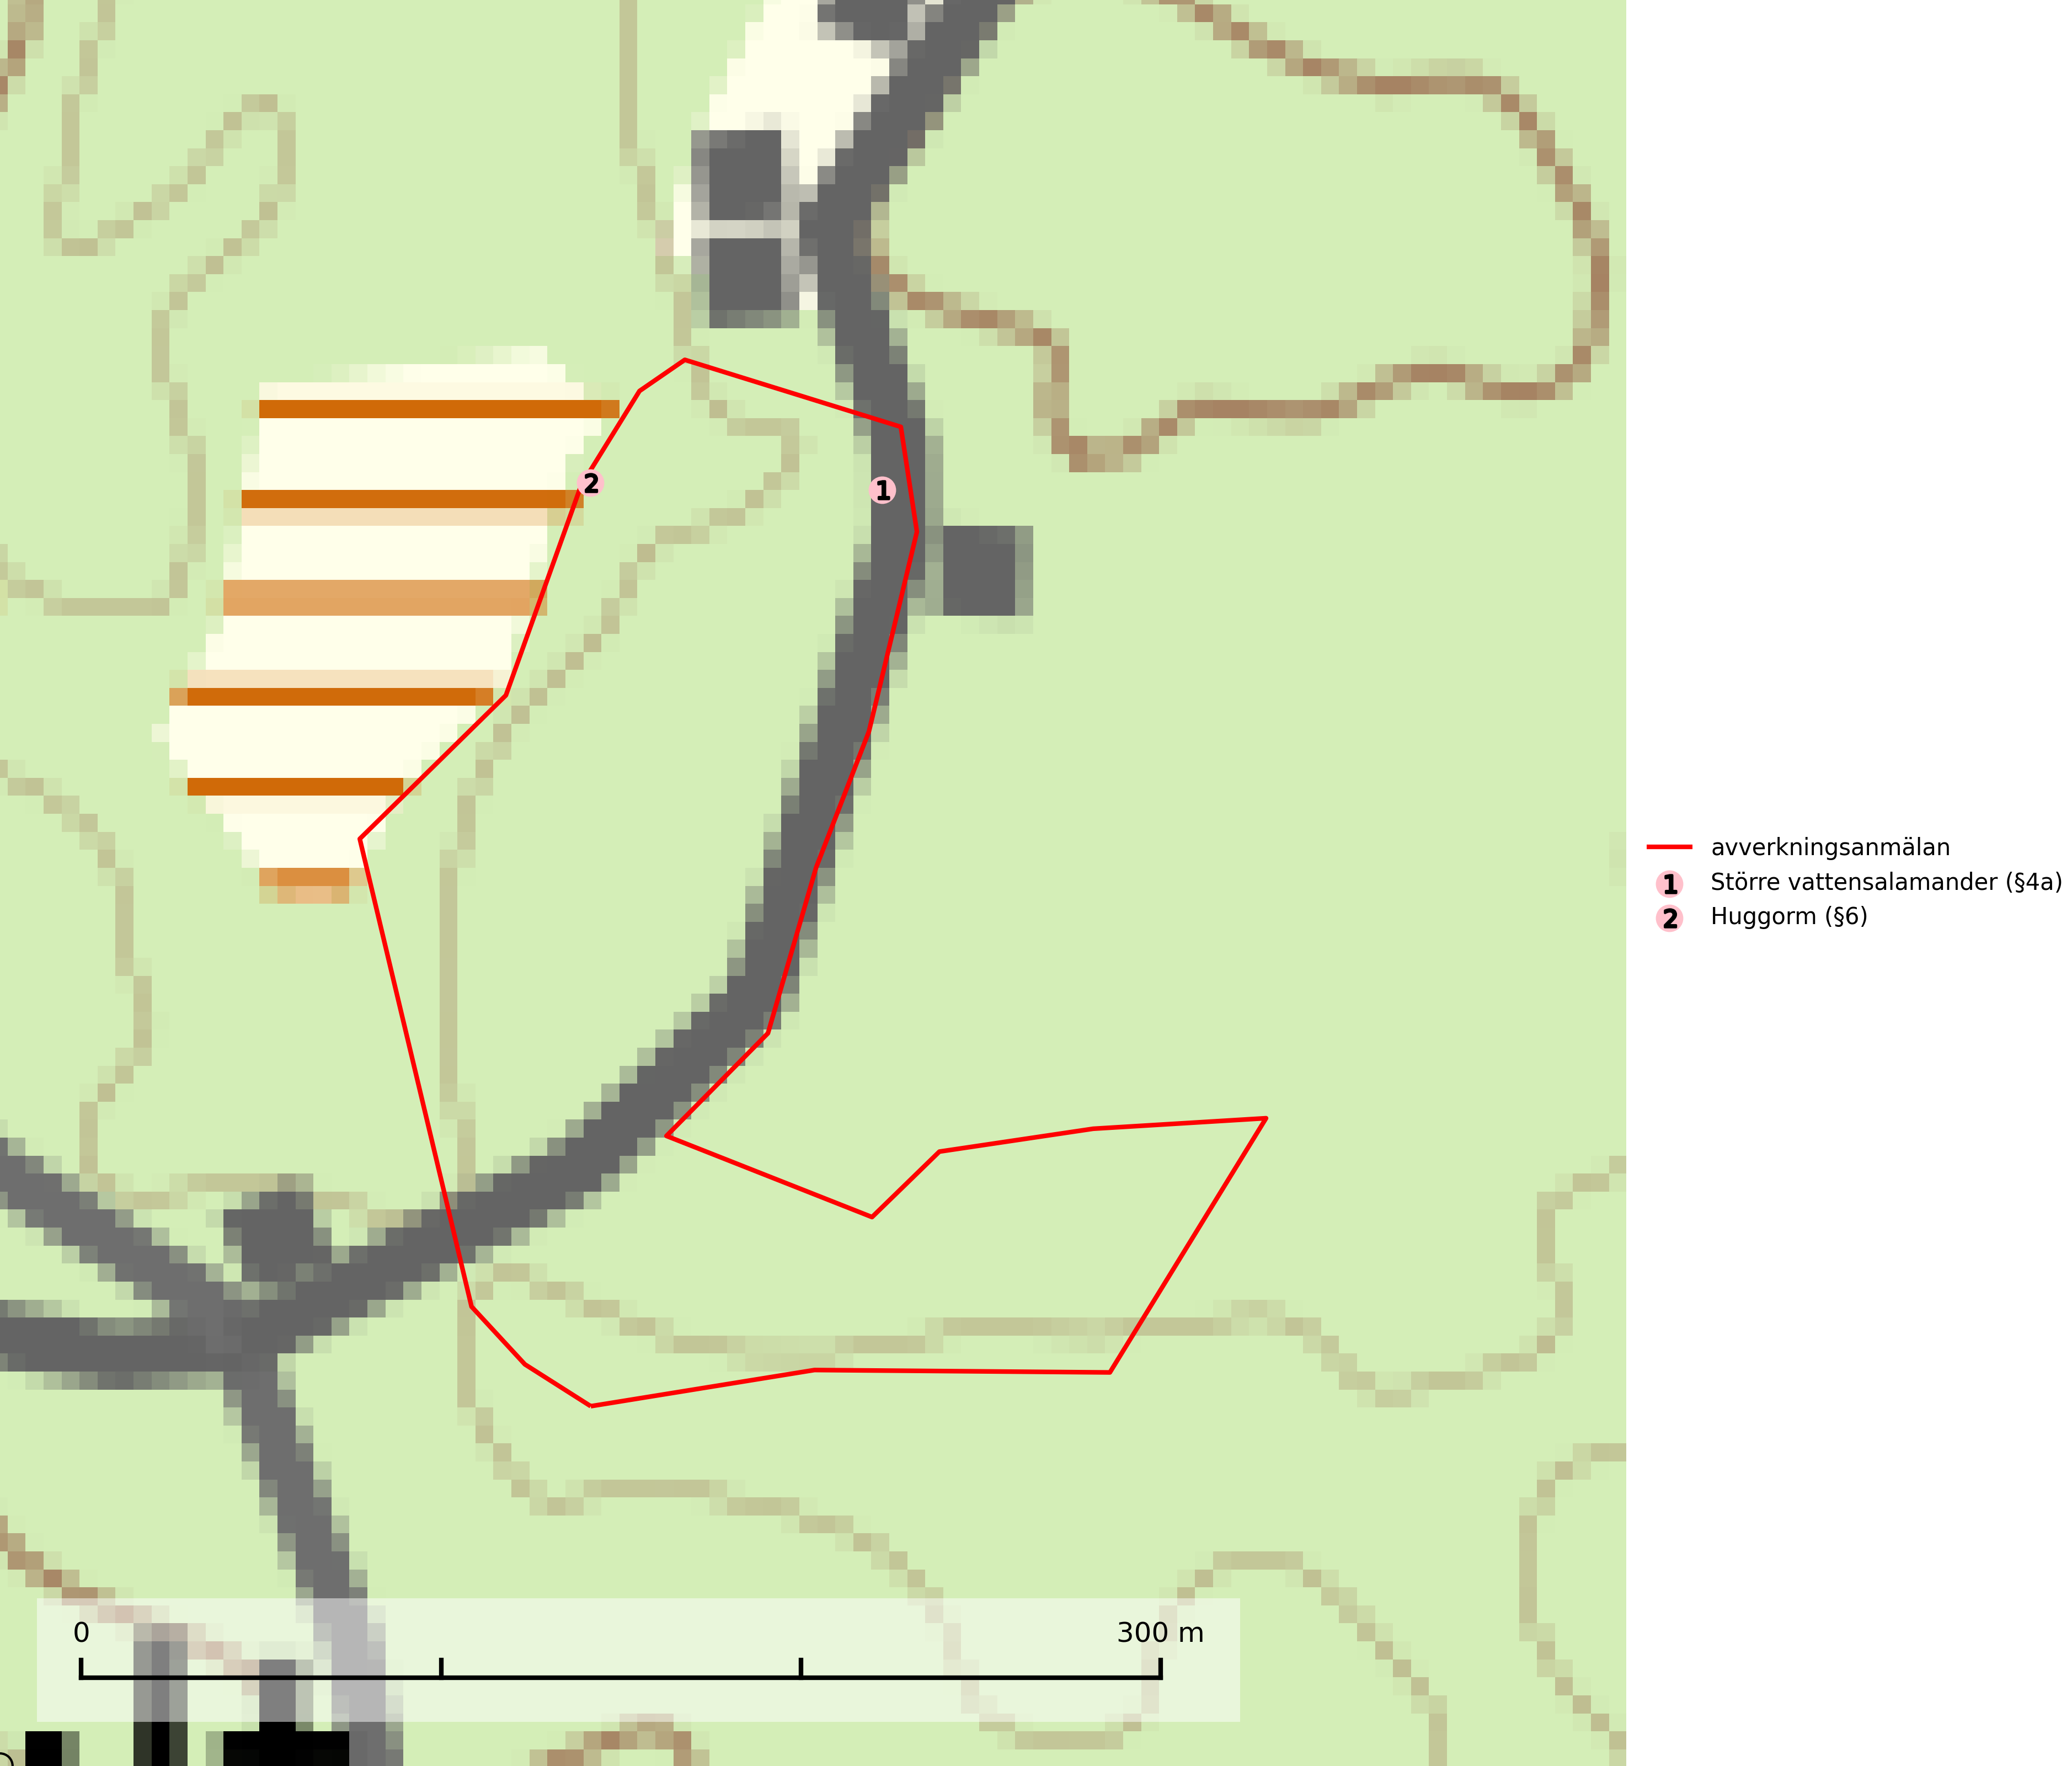 2
1
avverkningsanmälan
1 Större vattensalamander (§4a)
2 Huggorm (§6)
0 300 m